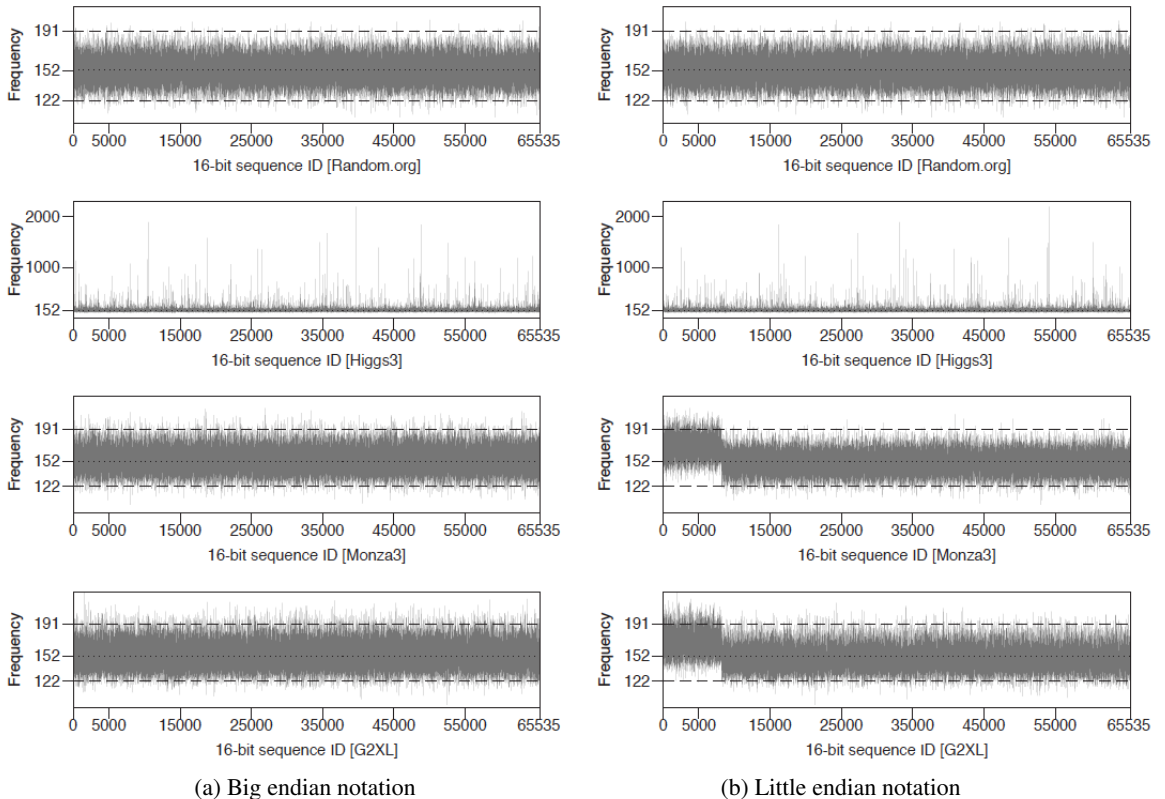 Frequency
191
152
122
0 5000 15000 25000 35000 45000 55000 65535
16-bit sequence ID [Random.org]
Frequency
191
152
122
0 5000 15000 25000 35000 45000 55000 65535
16-bit sequence ID [Random.org]
Frequency
2000
1000
152
0 5000 15000 25000 35000 45000 55000 65535
16-bit sequence ID [Higgs3]
Frequency
2000
1000
152
0 5000 15000 25000 35000 45000 55000 65535
16-bit sequence ID [Higgs3]
Frequency
191
152
122
0 5000 15000 25000 35000 45000 55000 65535
16-bit sequence ID [Monza3]
Frequency
191
152
122
0 5000 15000 25000 35000 45000 55000 65535
16-bit sequence ID [Monza3]
Frequency
191
152
122
0 5000 15000 25000 35000 45000 55000 65535
16-bit sequence ID [G2XL]
Frequency
191
152
122
0 5000 15000 25000 35000 45000 55000 65535
16-bit sequence ID [G2XL]
(a) Big endian notation
(b) Little endian notation